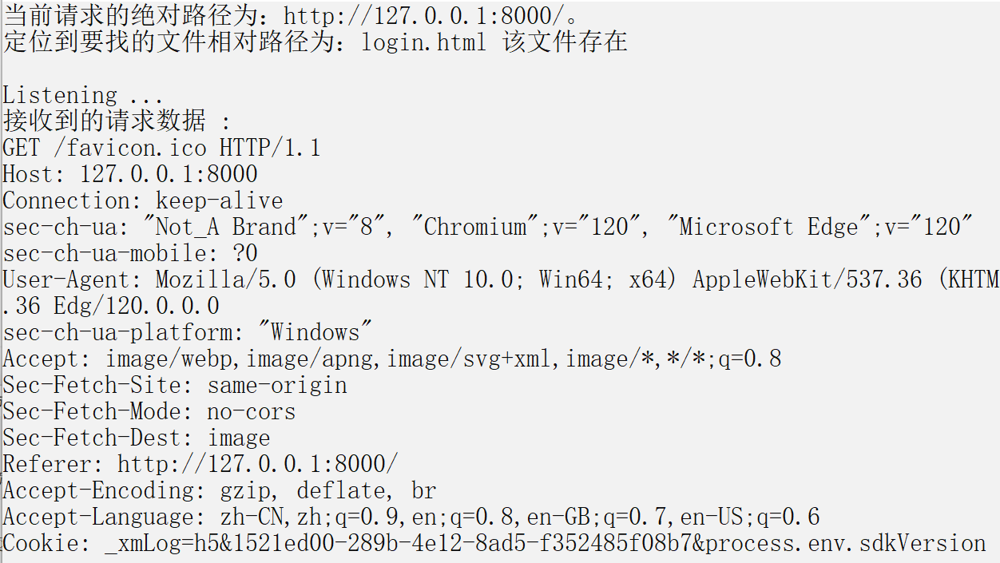 当前请求的绝对路径为：http://127.0.0.1:8000/。
定位到要找的文件相对路径为：login.html 该文件存在
Listening ...
接收到的请求数据 ：
GET /favicon.ico HTTP/1.1
Host: 127.0.0.1:8000
Connection: keep-alive
sec-ch-ua: "Not_A Brand";v="8", "Chromium";v="120", "Microsoft Edge";v="120"
sec-ch-ua-mobile: ?0
User-Agent: Mozilla/5.0 (Windows NT 10.0; Win64; x64) AppleWebKit/537.36 (KHTM
.36 Edg/120.0.0.0
sec-ch-ua-platform: "Windows"
Accept: image/webp,image/apng,image/svg+xml,image/*,*/*;q=0.8
Sec-Fetch-Site: same-origin
Sec-Fetch-Mode: no-cors
Sec-Fetch-Dest: image
Referer: http://127.0.0.1:8000/
Accept-Encoding: gzip, deflate, br
Accept-Language: zh-CN,zh;q=0.9,en;q=0.8,en-GB;q=0.7,en-US;q=0.6
Cookie: _xmLog=h5&1521ed00-289b-4e12-8ad5-f352485f08b7&process.env.sdkVersion